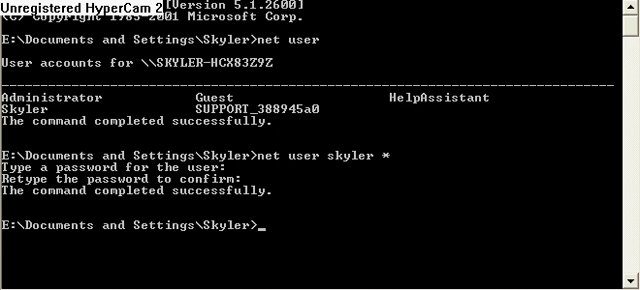 Unregistered HyperCam 2 [Version 5.1.2600]
(C) Copyright 1985-2001 Microsoft Corp.
E:\Documents and Settings\Skyler>net user
User accounts for \\SKYLER-HCX83Z9Z
-------------------------------------------------------------------------------
Administrator Guest HelpAssistant
Skyler SUPPORT_388945a0
The command completed successfully.
E:\Documents and Settings\Skyler>net user skyler *
Type a password for the user:
Retype the password to confirm:
The command completed successfully.
E:\Documents and Settings\Skyler>_